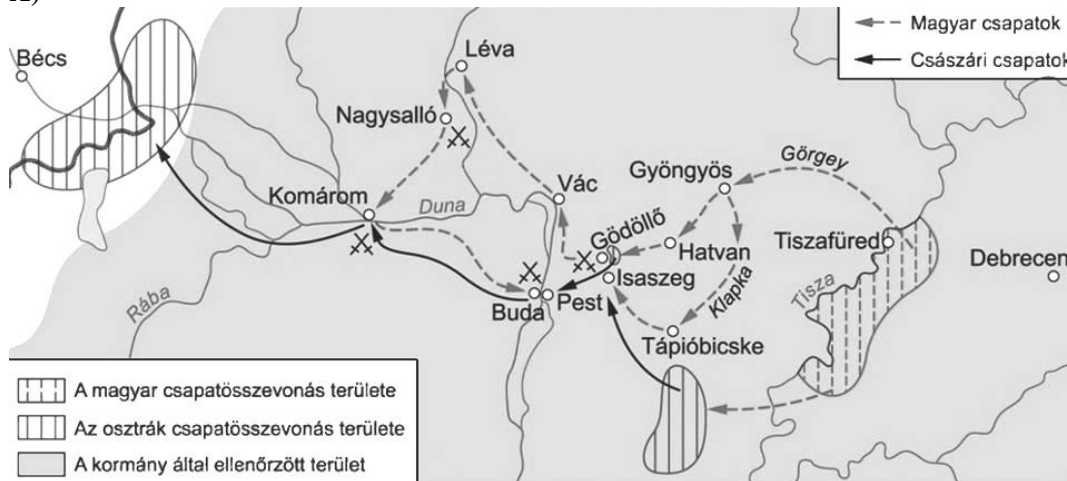 Magyar csapatok
Császári csapatok
Bécs
Léva
Nagysalló
Komárom
Duna
Vác
Gyöngyös
Görgey
Gödöllő
Hatvan
Isaszeg
Klapka
Tiszafüred
Tisza
Debrecen
Rába
Buda
Pest
Tápióbicske
A magyar csapatösszevonás területe
Az osztrák csapatösszevonás területe
A kormány által ellenőrzött terület